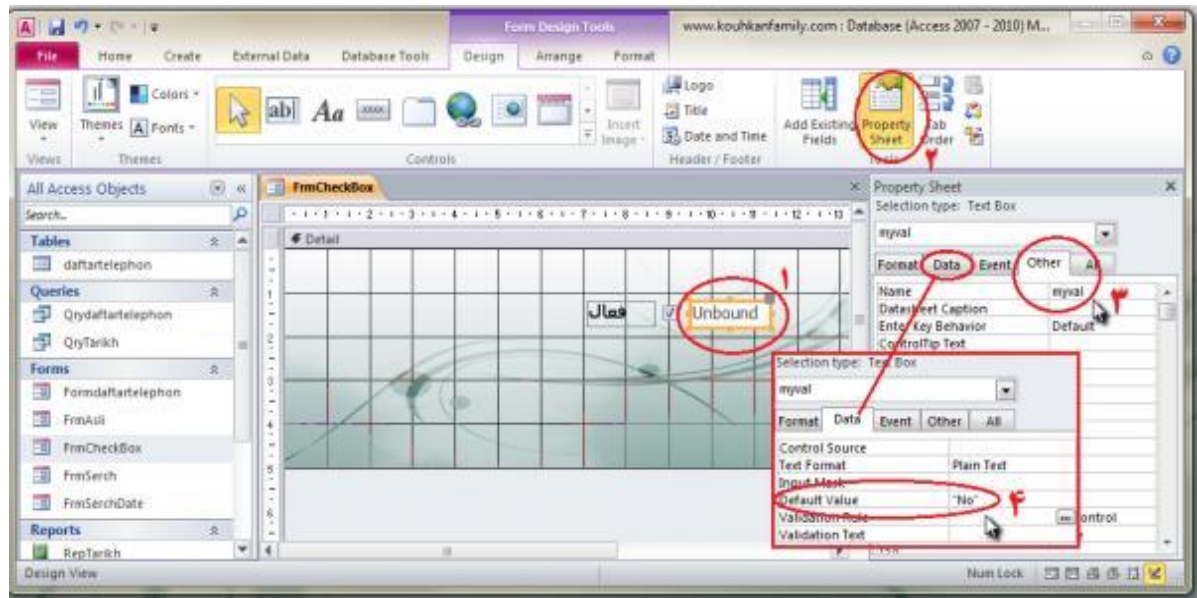 Form Design Tools
www.kouhkanfamily.com : Database (Access 2007 - 2010) M...
File Home Create External Data Database Tools Design Arrange Format
View
Views
Themes
Colors
A Fonts
Themes
ab| Aa xxxx
Controls
Insert Image
Logo
Title
Date and Time
Header / Footer
Add Existing Fields
Property Sheet
Tab Order
Tools
۲
All Access Objects
Search...
Tables
daftartelephon
Queries
Qrydaftartelephon
QryTarikh
Forms
Formdaftartelephon
FrmAsli
FrmCheckBox
FrmSerch
FrmSerchDate
Reports
RepTarikh
FrmCheckBox
Detail
فعال
Unbound
۱
Property Sheet
Selection type: Text Box
myval
Format Data Event Other All
Name myval
۳
Datasheet Caption
Enter Key Behavior Default
ControlTip Text
Selection type: Text Box
myval
Format Data Event Other All
Control Source
Text Format Plain Text
Input Mask
Default Value "No"
۴
Validation Rule
Validation Text
Design View
Num Lock